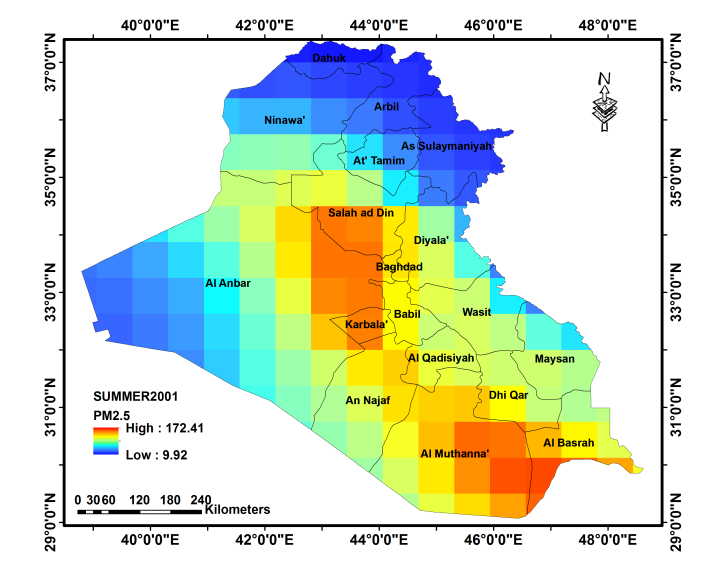 40°0'0"E 42°0'0"E 44°0'0"E 46°0'0"E 48°0'0"E
37°0'0"N 37°0'0"N
Dahuk
N
Arbil
Ninawa'
As Sulaymaniyah
At' Tamim
35°0'0"N 35°0'0"N
Salah ad Din
Diyala'
Baghdad
Al Anbar
33°0'0"N 33°0'0"N
Babil
Wasit
Karbala'
Al Qadisiyah
Maysan
SUMMER2001
An Najaf
Dhi Qar
PM2.5
31°0'0"N 31°0'0"N
High : 172.41
Al Basrah
Low : 9.92
Al Muthanna'
0 30 60 120 180 240
Kilometers
29°0'0"N 29°0'0"N
40°0'0"E 42°0'0"E 44°0'0"E 46°0'0"E 48°0'0"E